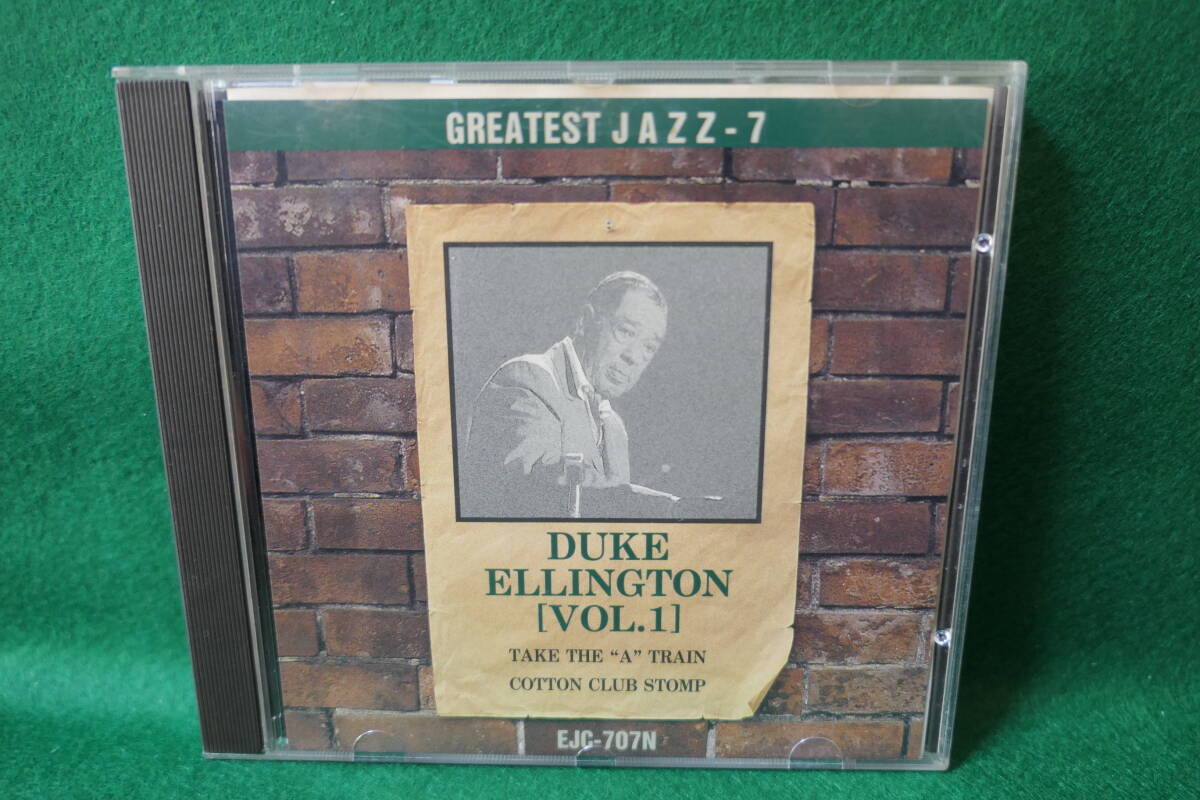 GREATEST JAZZ-7
DUKE
ELLINGTON
[VOL.1]
TAKE THE “A” TRAIN
COTTON CLUB STOMP
EJC-707N